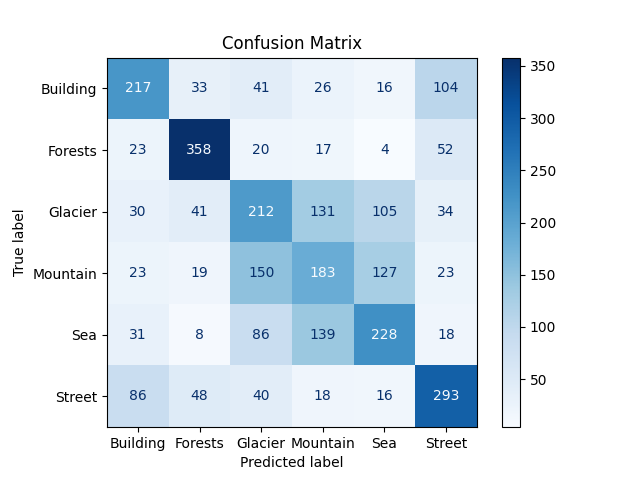 Confusion Matrix
True label
Building 217 33 41 26 16 104
Forests 23 358 20 17 4 52
Glacier 30 41 212 131 105 34
Mountain 23 19 150 183 127 23
Sea 31 8 86 139 228 18
Street 86 48 40 18 16 293
Building Forests Glacier Mountain Sea Street
Predicted label
350
300
250
200
150
100
50